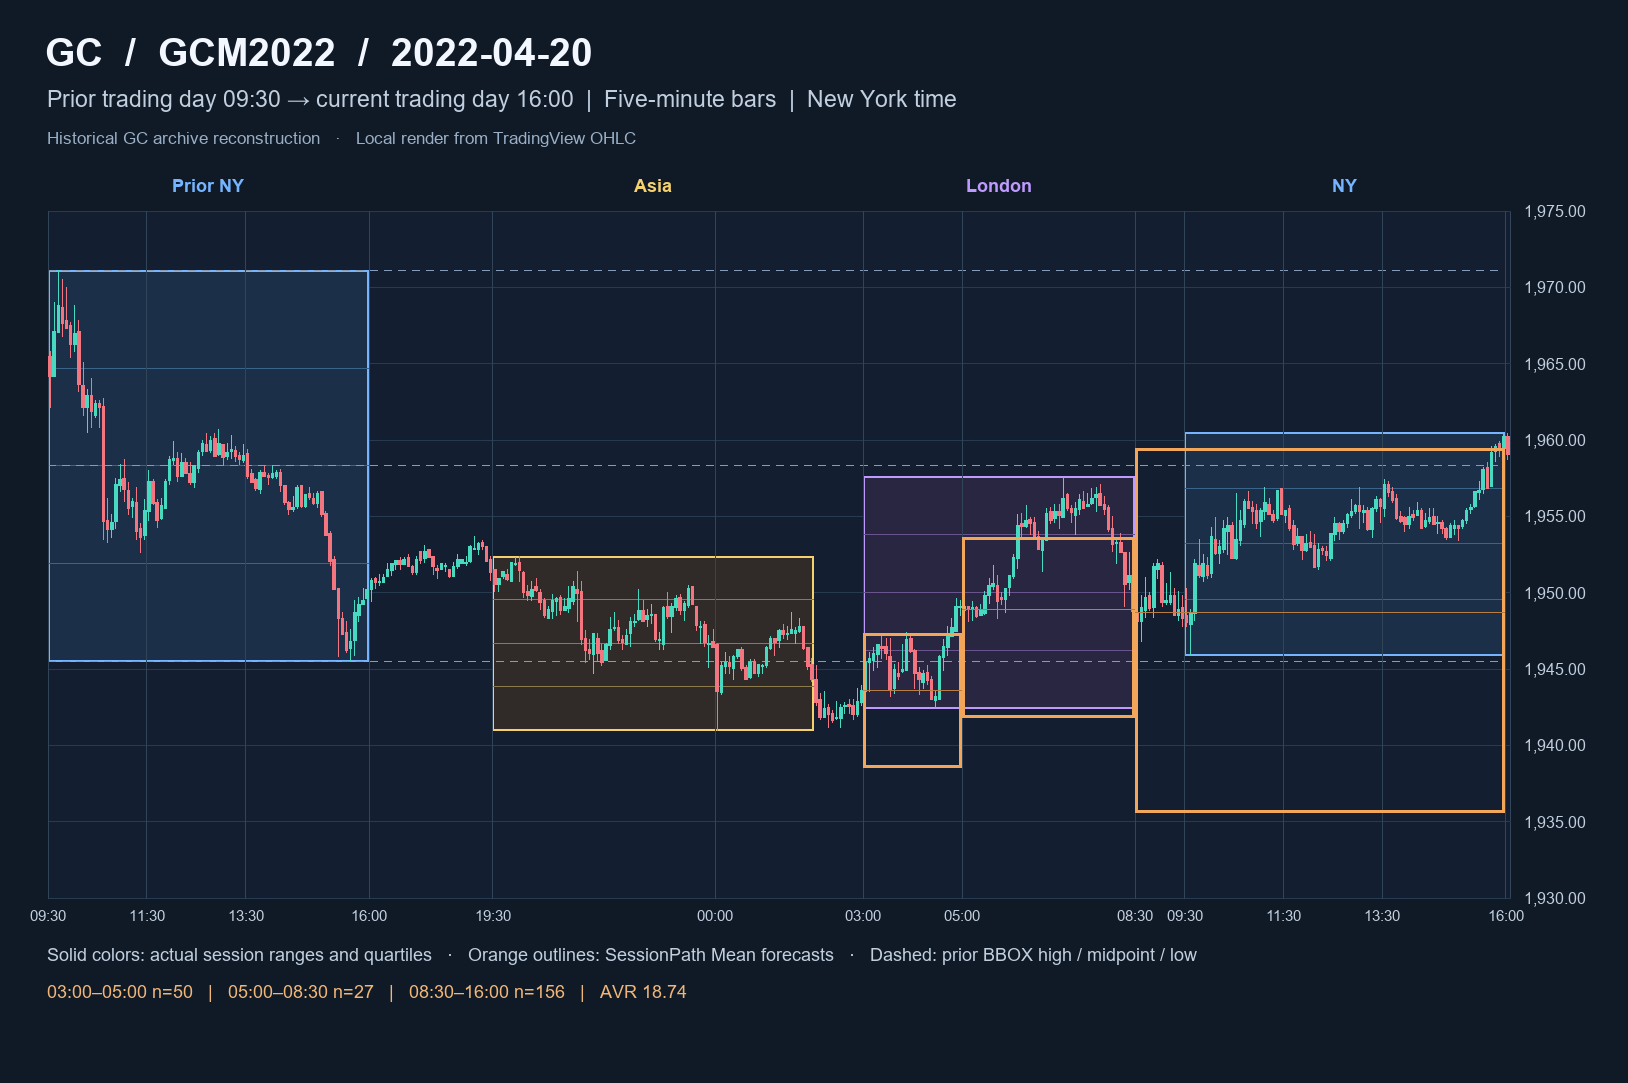 GC / GCM2022 / 2022-04-20
Prior trading day 09:30 → current trading day 16:00 | Five-minute bars | New York time
Historical GC archive reconstruction · Local render from TradingView OHLC
Prior NY Asia London NY
1,975.00
1,970.00
1,965.00
1,960.00
1,955.00
1,950.00
1,945.00
1,940.00
1,935.00
1,930.00
09:30 11:30 13:30 16:00 19:30 00:00 03:00 05:00 08:30 09:30 11:30 13:30 16:00
Solid colors: actual session ranges and quartiles · Orange outlines: SessionPath Mean forecasts · Dashed: prior BBOX high / midpoint / low
03:00–05:00 n=50 | 05:00–08:30 n=27 | 08:30–16:00 n=156 | AVR 18.74